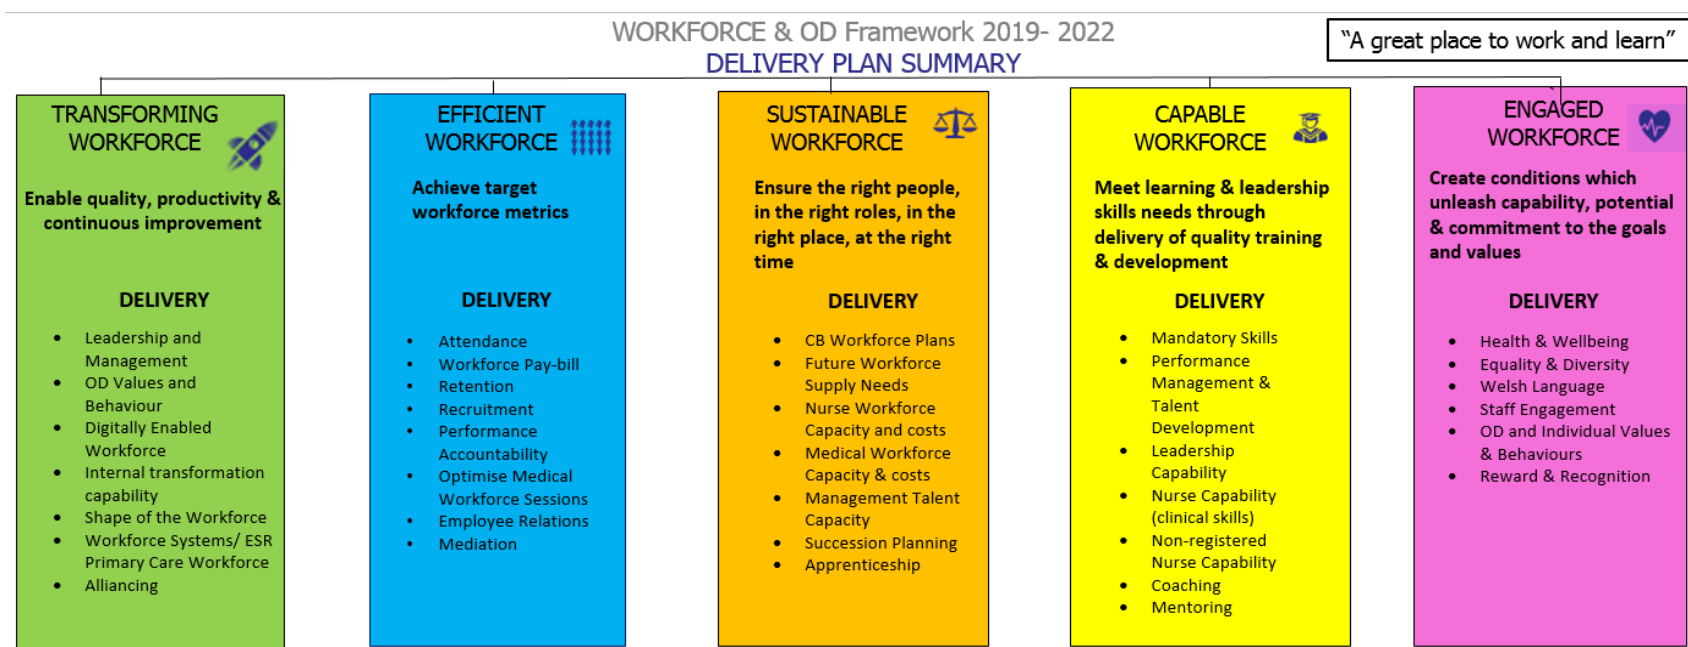 WORKFORCE & OD Framework 2019- 2022
DELIVERY PLAN SUMMARY
“A great place to work and learn”
TRANSFORMING
WORKFORCE
Enable quality, productivity &
continuous improvement
DELIVERY
• Leadership and
Management
• OD Values and
Behaviour
• Digitally Enabled
Workforce
• Internal transformation
capability
• Shape of the Workforce
• Workforce Systems/ ESR
Primary Care Workforce
• Alliancing
EFFICIENT
WORKFORCE
Achieve target
workforce metrics
DELIVERY
• Attendance
• Workforce Pay-bill
• Retention
• Recruitment
• Performance
Accountability
• Optimise Medical
Workforce Sessions
• Employee Relations
• Mediation
SUSTAINABLE
WORKFORCE
Ensure the right people,
in the right roles, in the
right place, at the right
time
DELIVERY
• CB Workforce Plans
• Future Workforce
Supply Needs
• Nurse Workforce
Capacity and costs
• Medical Workforce
Capacity & costs
• Management Talent
Capacity
• Succession Planning
• Apprenticeship
CAPABLE
WORKFORCE
Meet learning & leadership
skills needs through
delivery of quality training
& development
DELIVERY
• Mandatory Skills
• Performance
Management &
Talent
Development
• Leadership
Capability
• Nurse Capability
(clinical skills)
• Non-registered
Nurse Capability
• Coaching
• Mentoring
ENGAGED
WORKFORCE
Create conditions which
unleash capability, potential
& commitment to the goals
and values
DELIVERY
• Health & Wellbeing
• Equality & Diversity
• Welsh Language
• Staff Engagement
• OD and Individual Values
& Behaviours
• Reward & Recognition